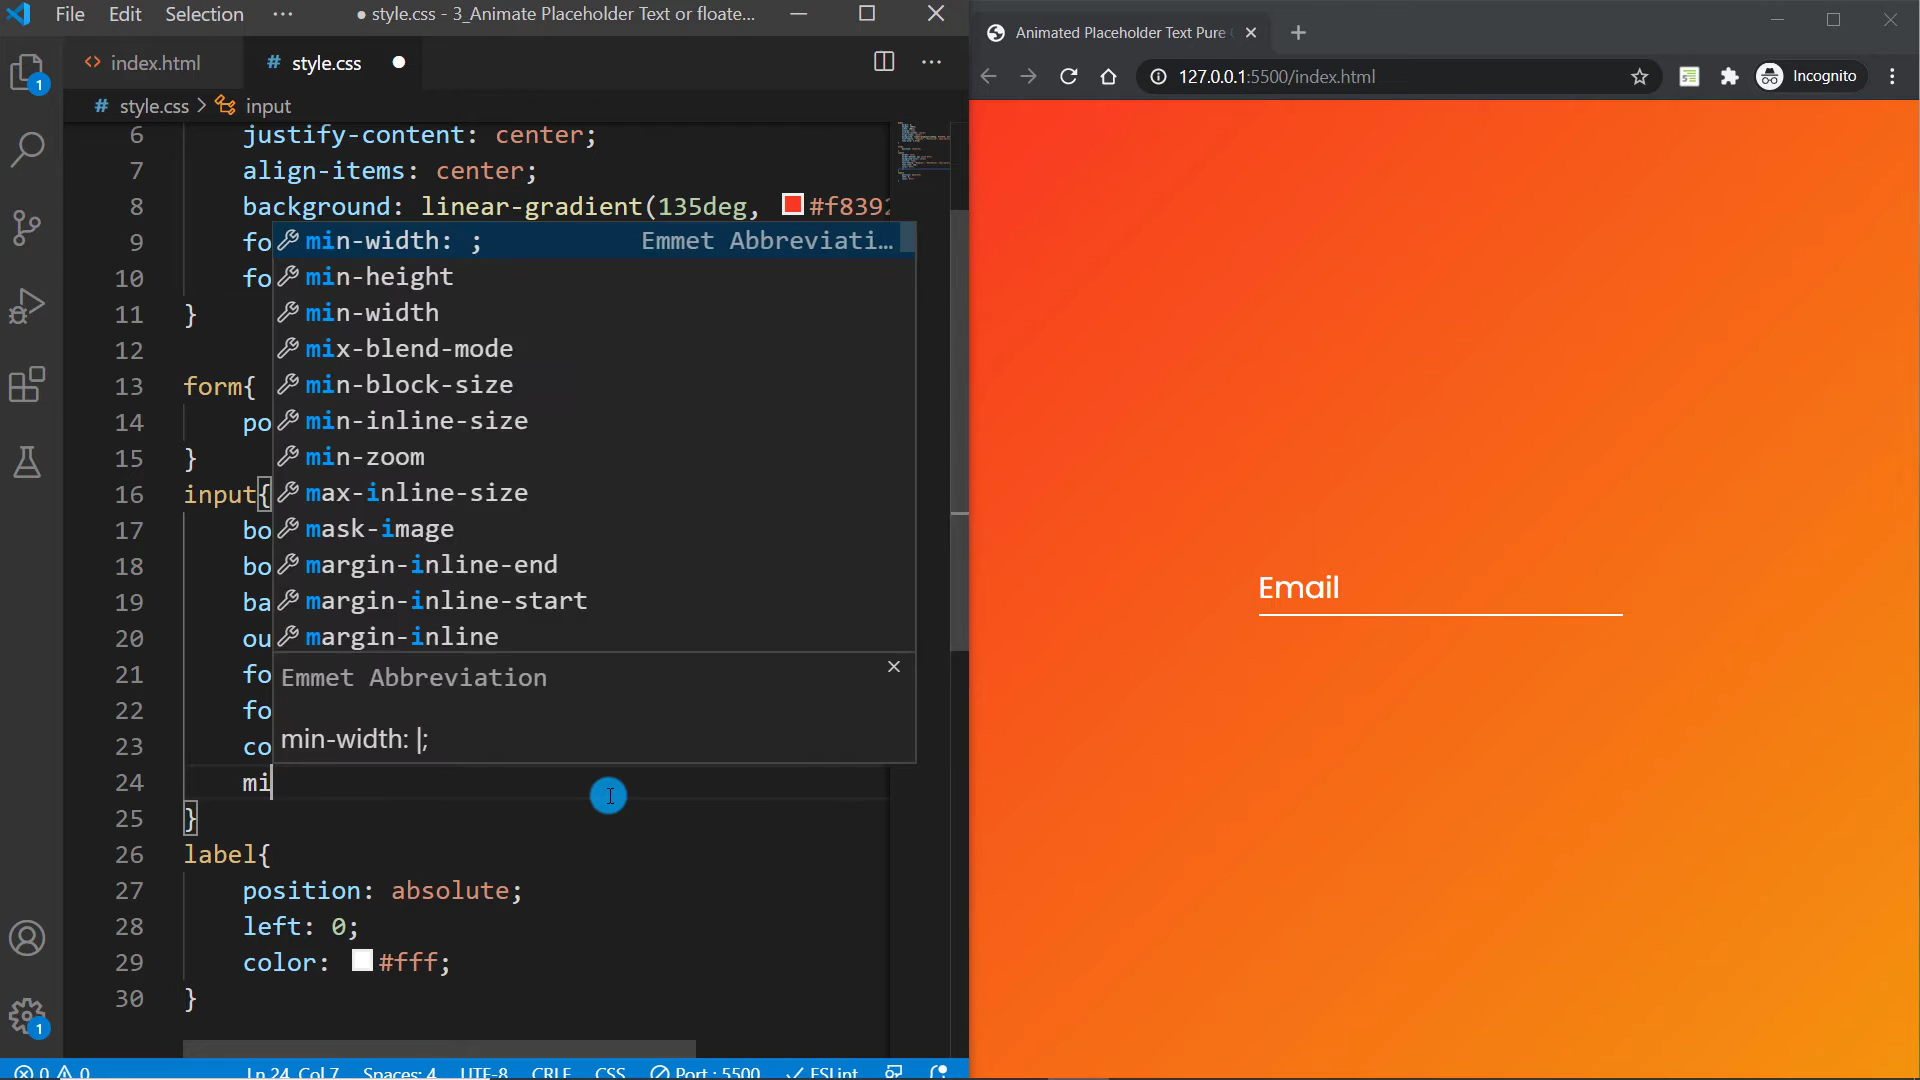 File Edit Selection ··· ● style.css - 3_Animate Placeholder Text or floate...
index.html
# style.css ●
# style.css > input
6 justify-content: center;
7 align-items: center;
8 background: linear-gradient(135deg, #f8392
9 fo
10 fo
11 }
12
13 form{
14 po
15 }
16 input{
17 bo
18 bo
19 ba
20 ou
21 fo
22 fo
23 co
24 mi
25 }
26 label{
27 position: absolute;
28 left: 0;
29 color: #fff;
30 }
min-width: ; Emmet Abbreviati...
min-height
min-width
mix-blend-mode
min-block-size
min-inline-size
min-zoom
max-inline-size
mask-image
margin-inline-end
margin-inline-start
margin-inline
Emmet Abbreviation
min-width: |;
1
1
0 0 Ln 24, Col 7 Spaces: 4 UTF-8 CRLF CSS Port : 5500 ESLint
Animated Placeholder Text Pure
127.0.0.1:5500/index.html
Incognito
Email